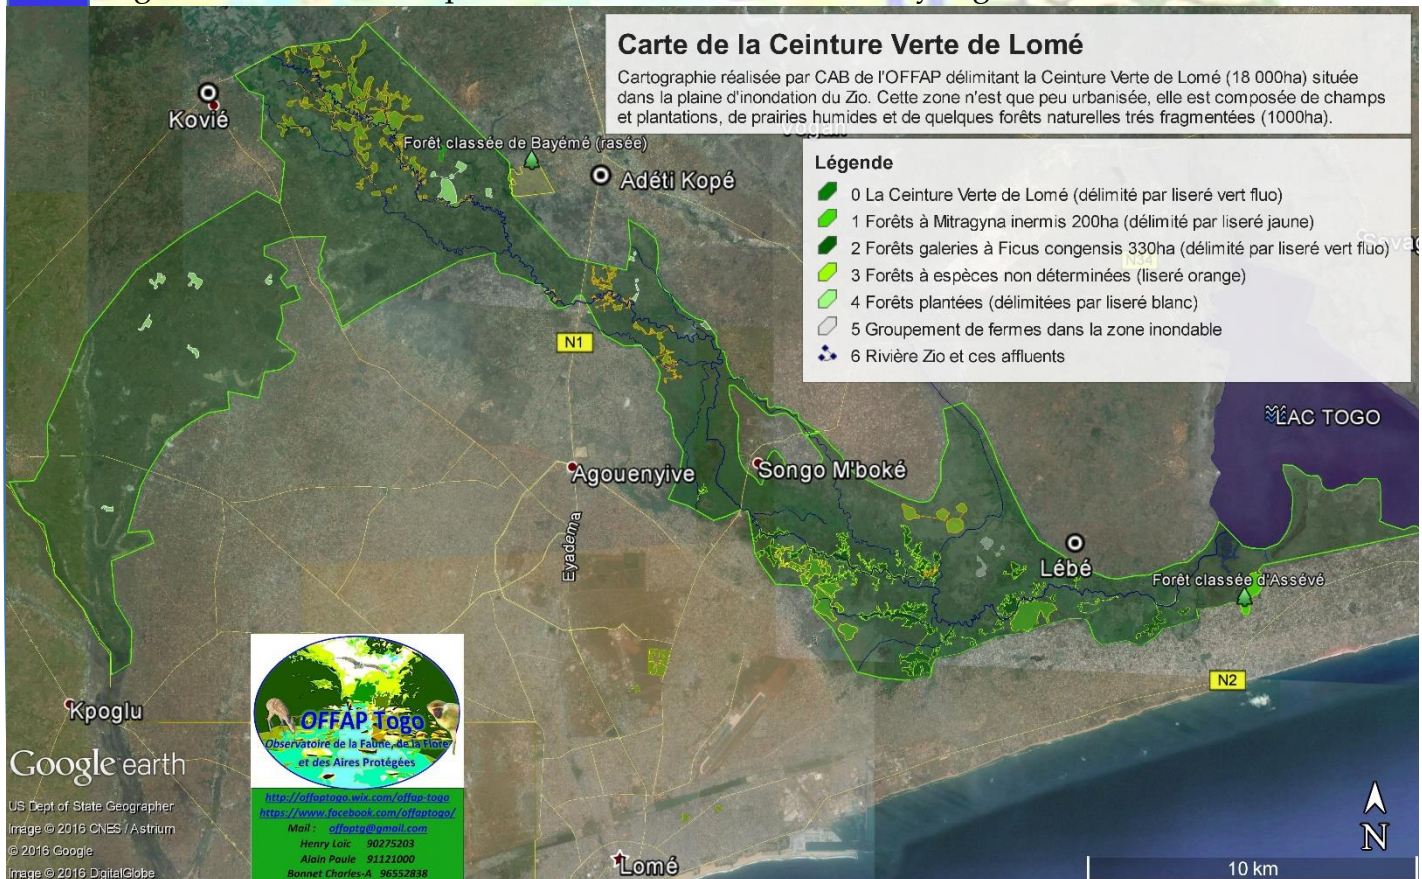 Carte de la Ceinture Verte de Lomé
Cartographie réalisée par CAB de l'OFFAP délimitant la Ceinture Verte de Lomé (18 000ha) située
dans la plaine d'inondation du Zio. Cette zone n'est que peu urbanisée, elle est composée de champs
et plantations, de prairies humides et de quelques forêts naturelles trés fragmentées (1000ha).
Kovié
Forêt classée de Bayémé (rasée)
Adéti Kopé
Légende
0 La Ceinture Verte de Lomé (délimité par liseré vert fluo)
1 Forêts à Mitragyna inermis 200ha (délimité par liseré jaune)
2 Forêts galeries à Ficus congensis 330ha (délimité par liseré vert fluo)
3 Forêts à espèces non déterminées (liseré orange)
4 Forêts plantées (délimitées par liseré blanc)
5 Groupement de fermes dans la zone inondable
6 Rivière Zio et ces affluents
N34
N1
LAC TOGO
Agouenyive
Songo M'boké
Eyadema
Lébé
Forêt classée d'Assévé
N2
Kpoglu
OFFAP Togo
Observatoire de la Faune, de la Flore
et des Aires Protégées
http://offaptogo.wix.com/offap-togo
https://www.facebook.com/offaptogo/
Mail : offaptg@gmail.com
Henry Loïc 90275203
Alain Paule 91121000
Bonnet Charles-A 96552838
Google earth
US Dept of State Geographer
Image © 2016 CNES / Astrium
© 2016 Google
Image © 2016 DigitalGlobe
Lomé
N
10 km